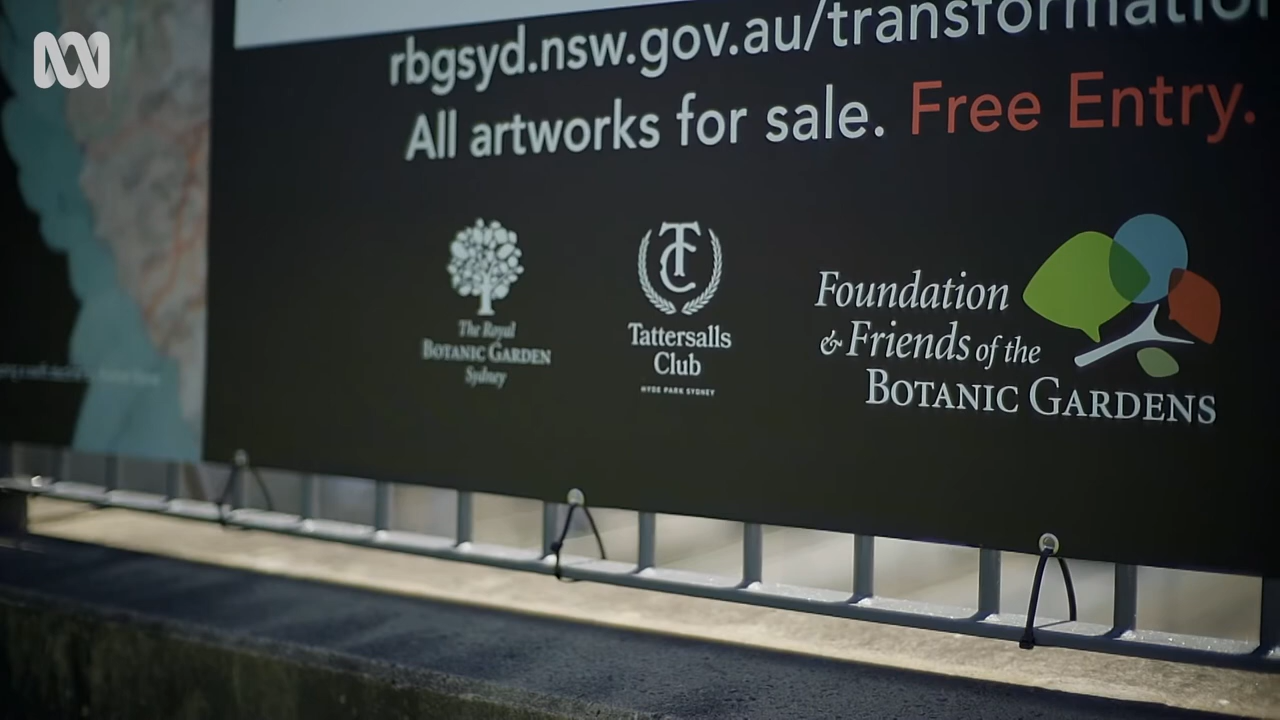 rbgsyd.nsw.gov.au/transformation
All artworks for sale. Free Entry.
The Royal
BOTANIC GARDEN
Sydney
TC
Tattersalls
Club
HYDE PARK SYDNEY
Foundation
& Friends of the
BOTANIC GARDENS